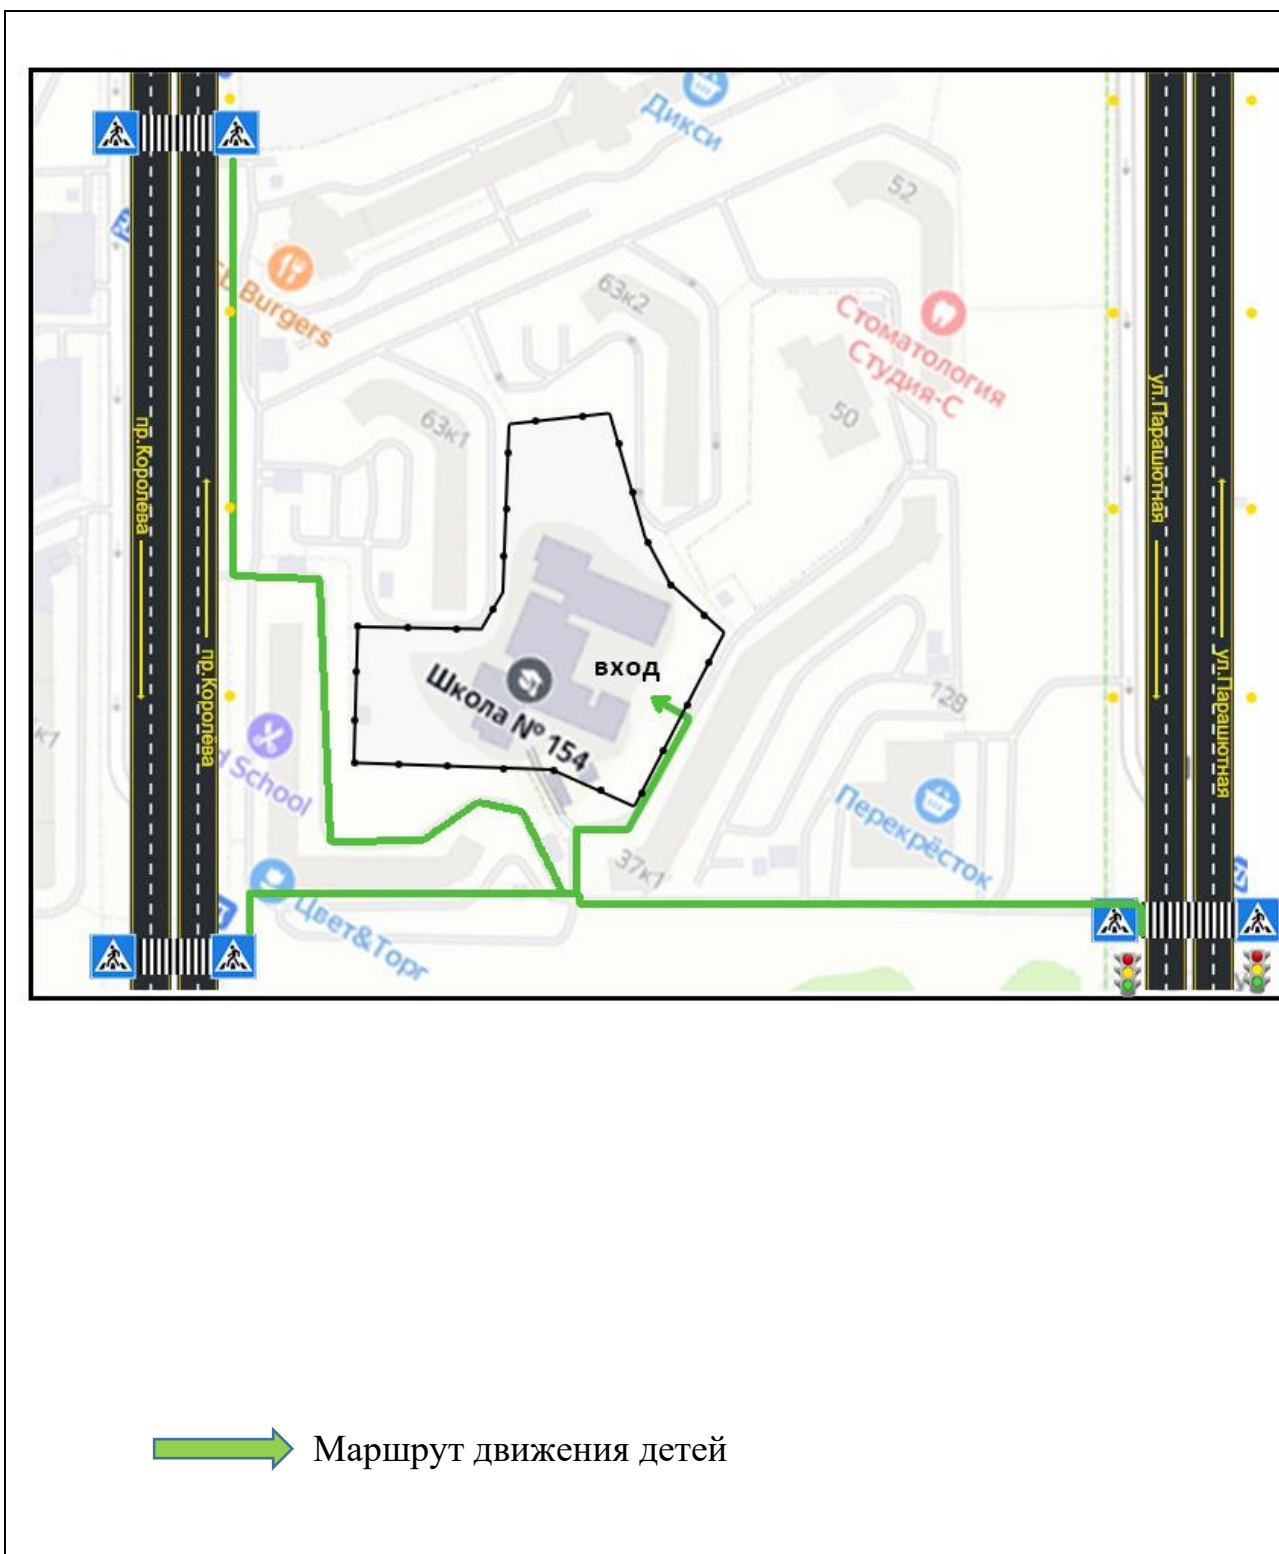 Дикси
52
Burgers
63к2
Стоматология
Студия-С
50
63к1
пр.Королёва
ул.Парашютная
вход
Школа № 154
пр.Королёва
ул.Парашютная
128
к1
d School
Перекрёсток
37к1
Цвет&Торг
Маршрут движения детей